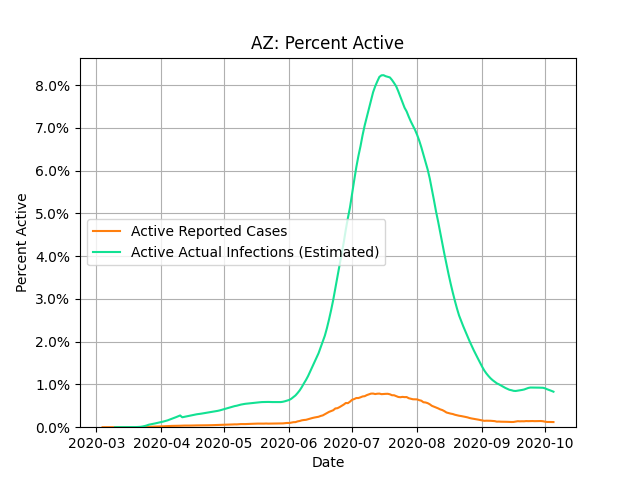 AZ: Percent Active
8.0%
7.0%
6.0%
5.0%
4.0%
3.0%
2.0%
1.0%
0.0%
Percent Active
Active Reported Cases
Active Actual Infections (Estimated)
2020-03 2020-04 2020-05 2020-06 2020-07 2020-08 2020-09 2020-10
Date